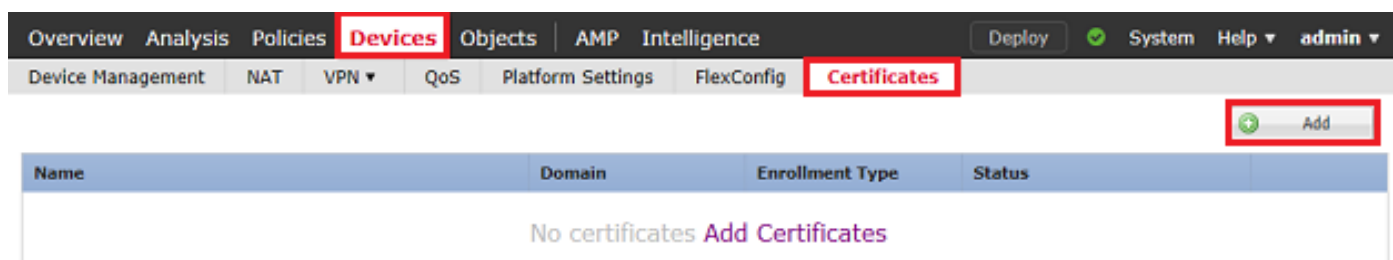 Overview Analysis Policies Devices Objects AMP Intelligence Deploy System Help ▾ admin ▾
Device Management NAT VPN ▾ QoS Platform Settings FlexConfig Certificates
Add
Name Domain Enrollment Type Status
No certificates Add Certificates